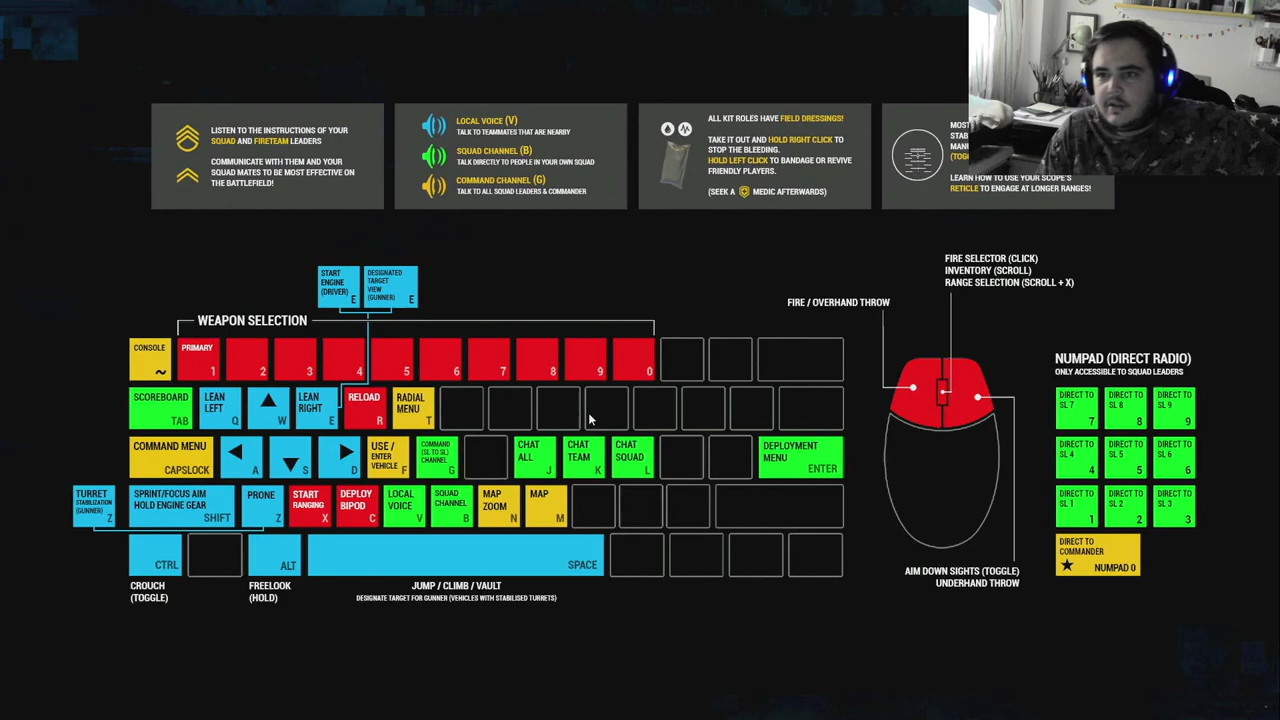 LISTEN TO THE INSTRUCTIONS OF YOUR
SQUAD AND FIRETEAM LEADERS
COMMUNICATE WITH THEM AND YOUR
SQUAD MATES TO BE MOST EFFECTIVE ON
THE BATTLEFIELD!
LOCAL VOICE (V)
TALK TO TEAMMATES THAT ARE NEARBY
SQUAD CHANNEL (B)
TALK DIRECTLY TO PEOPLE IN YOUR OWN SQUAD
COMMAND CHANNEL (G)
TALK TO ALL SQUAD LEADERS & COMMANDER
ALL KIT ROLES HAVE FIELD DRESSINGS!
TAKE IT OUT AND HOLD RIGHT CLICK TO
STOP THE BLEEDING.
HOLD LEFT CLICK TO BANDAGE OR REVIVE
FRIENDLY PLAYERS.
(SEEK A MEDIC AFTERWARDS)
LEARN HOW TO USE YOUR SCOPE'S
RETICLE TO ENGAGE AT LONGER RANGES!
START
ENGINE
(DRIVER)
E
DESIGNATED
TARGET
VIEW
(GUNNER)
E
WEAPON SELECTION
CONSOLE
~
PRIMARY
1
2
3
4
5
6
7
8
9
0
SCOREBOARD
TAB
LEAN
LEFT
Q
W
LEAN
RIGHT
E
RELOAD
R
RADIAL
MENU
T
COMMAND MENU
CAPSLOCK
A
S
D
USE /
ENTER
VEHICLE
F
COMMAND
(SL TO SL)
CHANNEL
G
CHAT
ALL
J
CHAT
TEAM
K
CHAT
SQUAD
L
DEPLOYMENT
MENU
ENTER
TURRET
STABILIZATION
(GUNNER)
Z
SPRINT/FOCUS AIM
HOLD ENGINE GEAR
SHIFT
PRONE
Z
START
RANGING
X
DEPLOY
BIPOD
C
LOCAL
VOICE
V
SQUAD
CHANNEL
B
MAP
ZOOM
N
MAP
M
CTRL
ALT
SPACE
CROUCH
(TOGGLE)
FREELOOK
(HOLD)
JUMP / CLIMB / VAULT
DESIGNATE TARGET FOR GUNNER (VEHICLES WITH STABILISED TURRETS)
FIRE SELECTOR (CLICK)
INVENTORY (SCROLL)
RANGE SELECTION (SCROLL + X)
FIRE / OVERHAND THROW
AIM DOWN SIGHTS (TOGGLE)
UNDERHAND THROW
NUMPAD (DIRECT RADIO)
ONLY ACCESSIBLE TO SQUAD LEADERS
DIRECT TO
SL 7
7
DIRECT TO
SL 8
8
DIRECT TO
SL 9
9
DIRECT TO
SL 4
4
DIRECT TO
SL 5
5
DIRECT TO
SL 6
6
DIRECT TO
SL 1
1
DIRECT TO
SL 2
2
DIRECT TO
SL 3
3
DIRECT TO
COMMANDER
NUMPAD 0